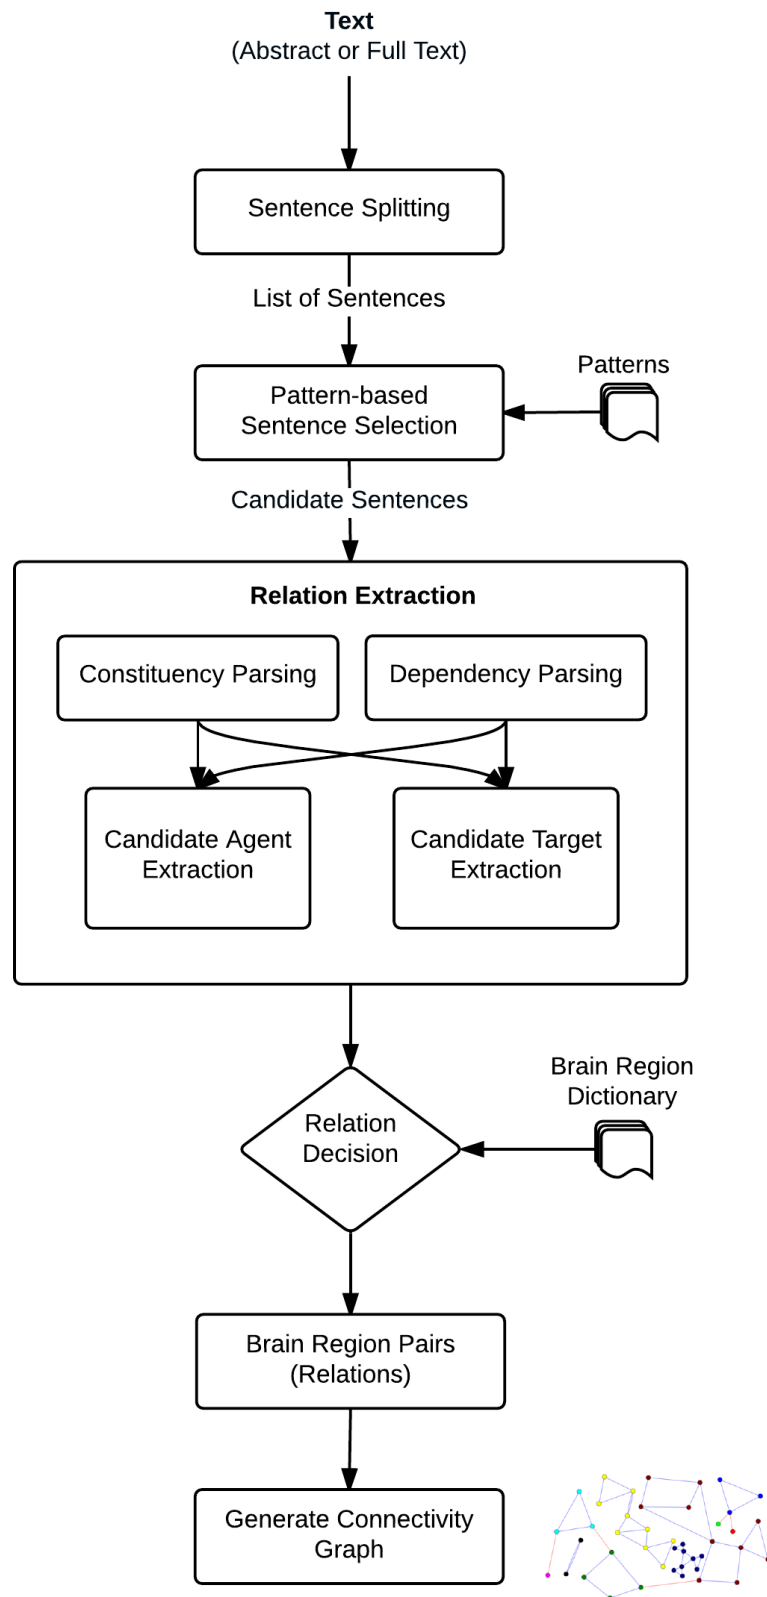 Text
(Abstract or Full Text)
Sentence Splitting
List of Sentences
Patterns
Pattern-based
Sentence Selection
Candidate Sentences
Relation Extraction
Constituency Parsing
Dependency Parsing
Candidate Agent
Extraction
Candidate Target
Extraction
Brain Region
Dictionary
Relation
Decision
Brain Region Pairs
(Relations)
Generate Connectivity
Graph